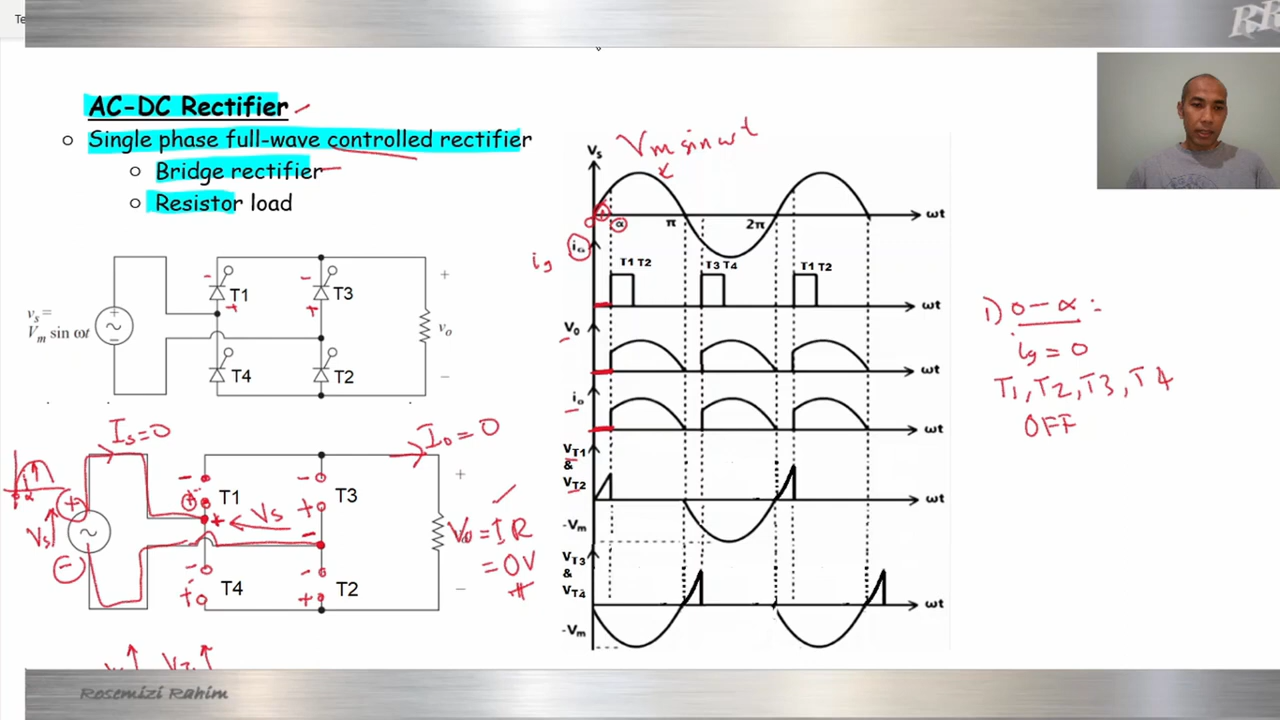 Te
RR
AC-DC Rectifier
Single phase full-wave controlled rectifier
Bridge rectifier
Resistor load
vs =
Vm sin ωt
+
−
T1
T3
T4
T2
+
vo
−
Is=0
Io=0
T1
T3
T4
T2
Vs
Vs
+
−
Vo = IR
= 0V
Vm sin ωt
Vs
0
α
π
2π
ωt
ig
iG
T1 T2
T3 T4
T1 T2
ωt
Vo
ωt
io
ωt
VT1
&
VT2
ωt
-Vm
VT3
&
VT4
ωt
-Vm
1) 0 − α :
ig = 0
T1, T2, T3, T4
OFF
Rosemizi Rahim